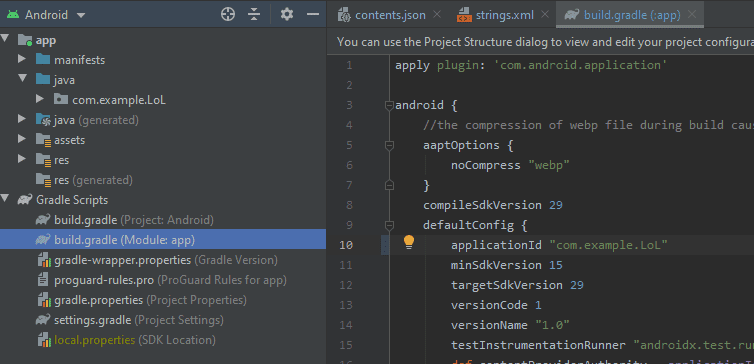 Android
app
manifests
java
com.example.LoL
java (generated)
assets
res
res (generated)
Gradle Scripts
build.gradle (Project: Android)
build.gradle (Module: app)
gradle-wrapper.properties (Gradle Version)
proguard-rules.pro (ProGuard Rules for app)
gradle.properties (Project Properties)
settings.gradle (Project Settings)
local.properties (SDK Location)
contents.json strings.xml build.gradle (:app)
You can use the Project Structure dialog to view and edit your project configura
1 apply plugin: 'com.android.application'
2
3 android {
4 //the compression of webp file during build caus
5 aaptOptions {
6 noCompress "webp"
7 }
8 compileSdkVersion 29
9 defaultConfig {
10 applicationId "com.example.LoL"
11 minSdkVersion 15
12 targetSdkVersion 29
13 versionCode 1
14 versionName "1.0"
15 testInstrumentationRunner "androidx.test.ru